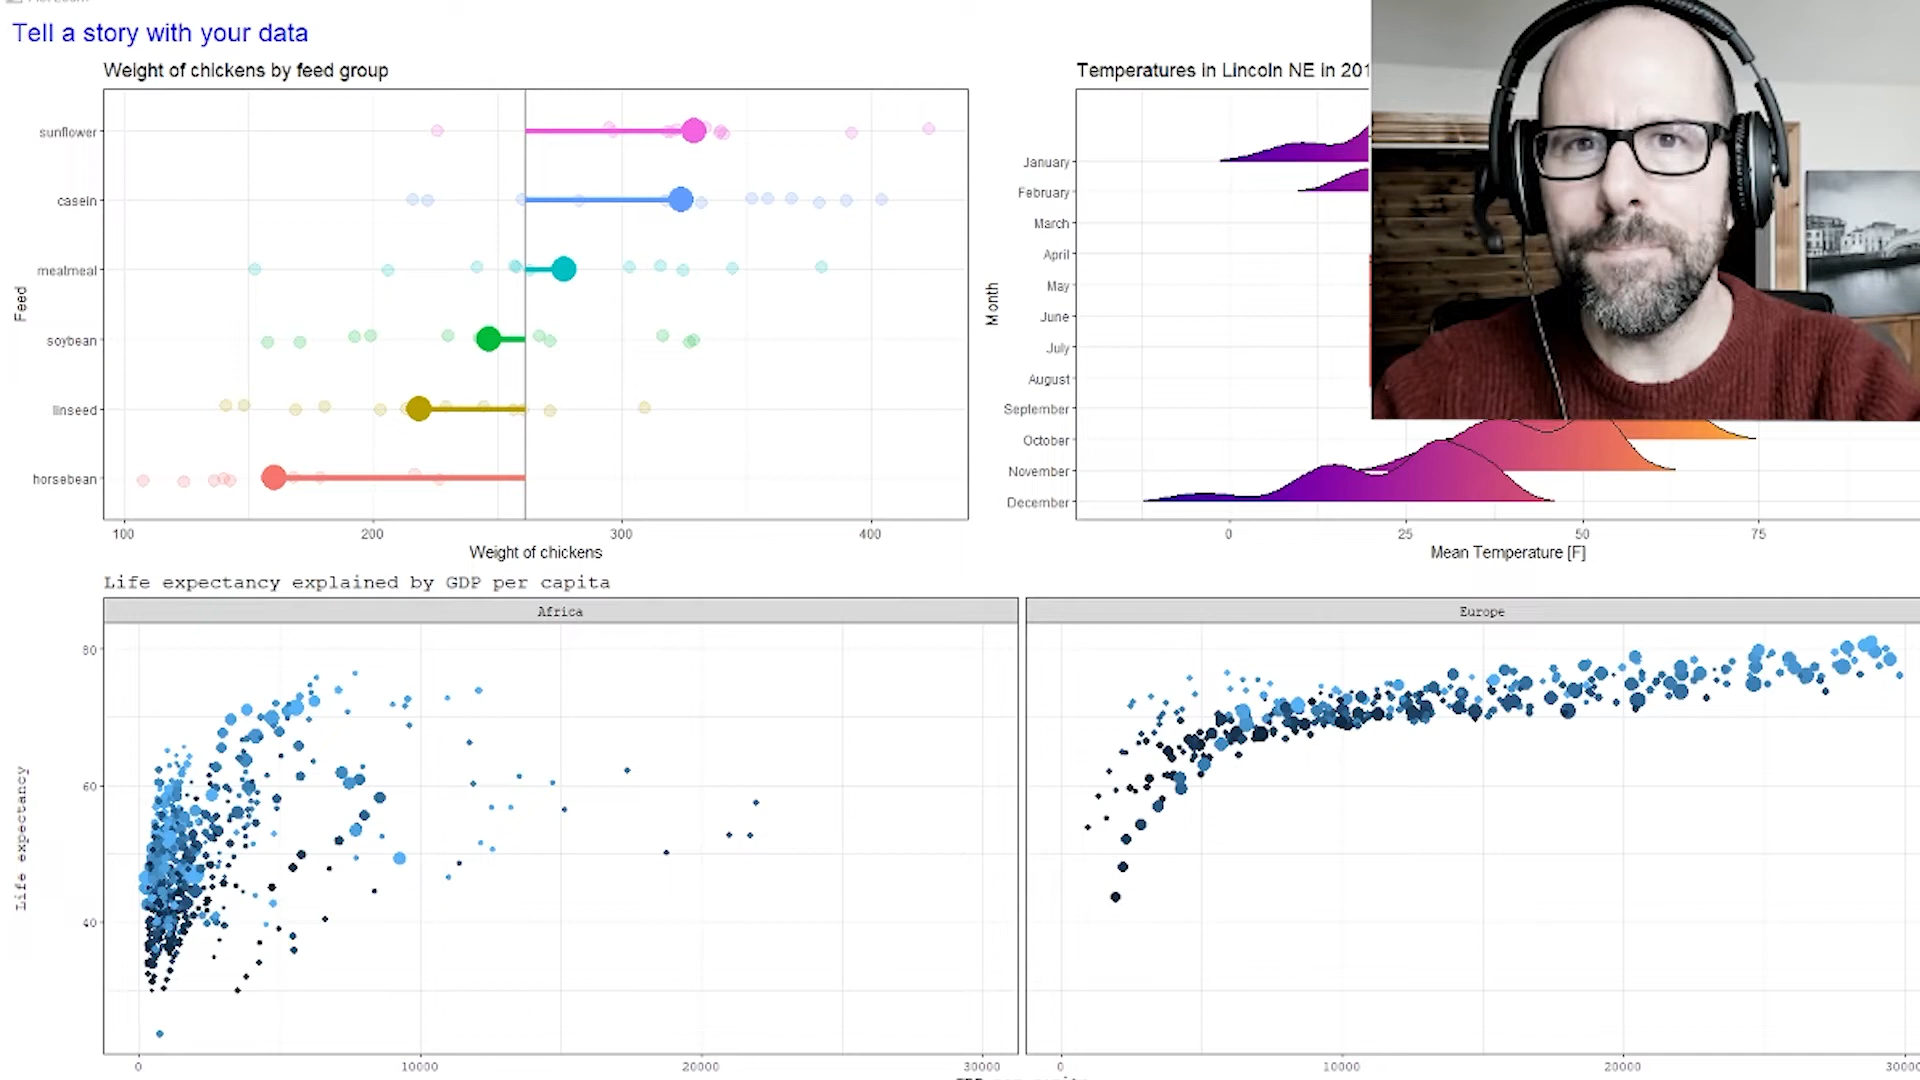 Tell a story with your data
Weight of chickens by feed group
sunflower
casein
meatmeal
soybean
linseed
horsebean
Feed
100 200 300 400
Weight of chickens
Temperatures in Lincoln NE in 201
January
February
March
April
May
June
July
August
September
October
November
December
Month
0 25 50 75
Mean Temperature [F]
Life expectancy explained by GDP per capita
Africa
Europe
80
60
40
Life expectancy
0 10000 20000 30000
0 10000 20000 3000